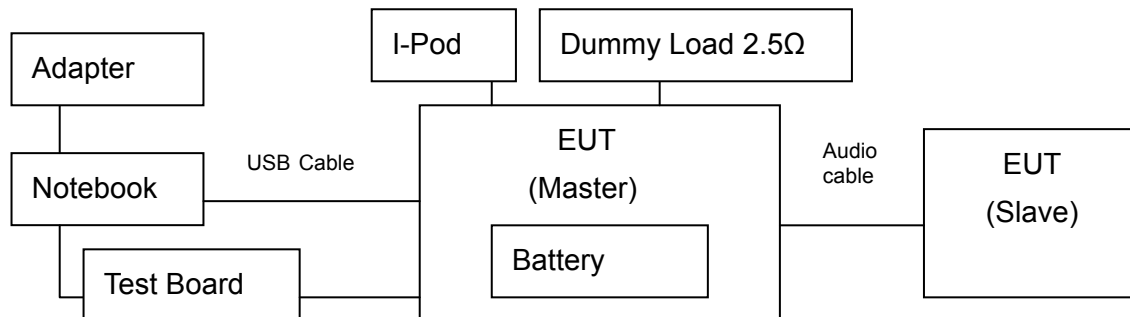 I-Pod
Dummy Load 2.5Ω
Adapter
EUT
(Master)
Audio
cable
EUT
(Slave)
USB Cable
Notebook
Battery
Test Board